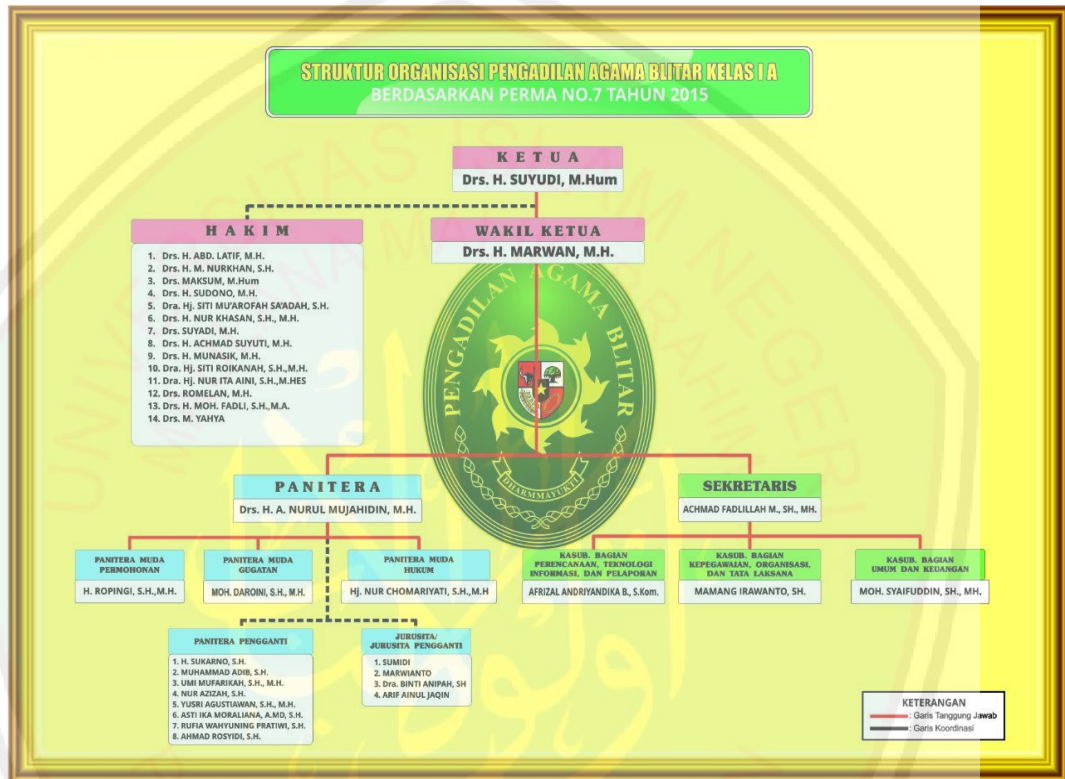 STRUKTUR ORGANISASI PENGADILAN AGAMA BLITAR KELAS I A
BERDASARKAN PERMA NO.7 TAHUN 2015
KETUA
Drs. H. SUYUDI, M.Hum
HAKIM
1. Drs. H. ABD. LATIF, M.H.
2. Drs. H. M. NURKHAN, S.H.
3. Drs. MAKSUM, M.Hum
4. Drs. H. SUDONO, M.H.
5. Dra. Hj. SITI MU'AROFAH SA'ADAH, S.H.
6. Drs. H. NUR KHASAN, S.H., M.H.
7. Drs. SUYADI, M.H.
8. Drs. H. ACHMAD SUYUTI, M.H.
9. Drs. H. MUNASIK, M.H.
10. Dra. Hj. SITI ROIKANAH, S.H.,M.H.
11. Dra. Hj. NUR ITA AINI, S.H.,M.HES
12. Drs. ROMELAN, M.H.
13. Drs. H. MOH. FADLI, S.H.,M.A.
14. Drs. M. YAHYA
WAKIL KETUA
Drs. H. MARWAN, M.H.
PENGADILAN AGAMA BLITAR
DHARMMAYUKTI
PANITERA
Drs. H. A. NURUL MUJAHIDIN, M.H.
SEKRETARIS
ACHMAD FADLILLAH M., SH., MH.
PANITERA MUDA
PERMOHONAN
H. ROPINGI, S.H.,M.H.
PANITERA MUDA
GUGATAN
MOH. DAROINI, S.H., M.H.
PANITERA MUDA
HUKUM
Hj. NUR CHOMARIYATI, S.H.,M.H
KASUB. BAGIAN
PERENCANAAN, TEKNOLOGI
INFORMASI, DAN PELAPORAN
AFRIZAL ANDRIYANDIKA B., S.Kom.
KASUB. BAGIAN
KEPEGAWAIAN, ORGANISASI,
DAN TATA LAKSANA
MAMANG IRAWANTO, SH.
KASUB. BAGIAN
UMUM DAN KEUANGAN
MOH. SYAIFUDDIN, SH., MH.
PANITERA PENGGANTI
1. H. SUKARNO, S.H.
2. MUHAMMAD ADIB, S.H.
3. UMI MUFARIKAH, S.H., M.H.
4. NUR AZIZAH, S.H.
5. YUSRI AGUSTIAWAN, S.H., M.H.
6. ASTI IKA MORALIANA, A.MD, S.H.
7. RUFIA WAHYUNING PRATIWI, S.H.
8. AHMAD ROSYIDI, S.H.
JURUSITA/
JURUSITA PENGGANTI
1. SUMIDI
2. MARWIANTO
3. Dra. BINTI ANIPAH, SH
4. ARIF AINUL JAQIN
KETERANGAN
: Garis Tanggung Jawab
: Garis Koordinasi